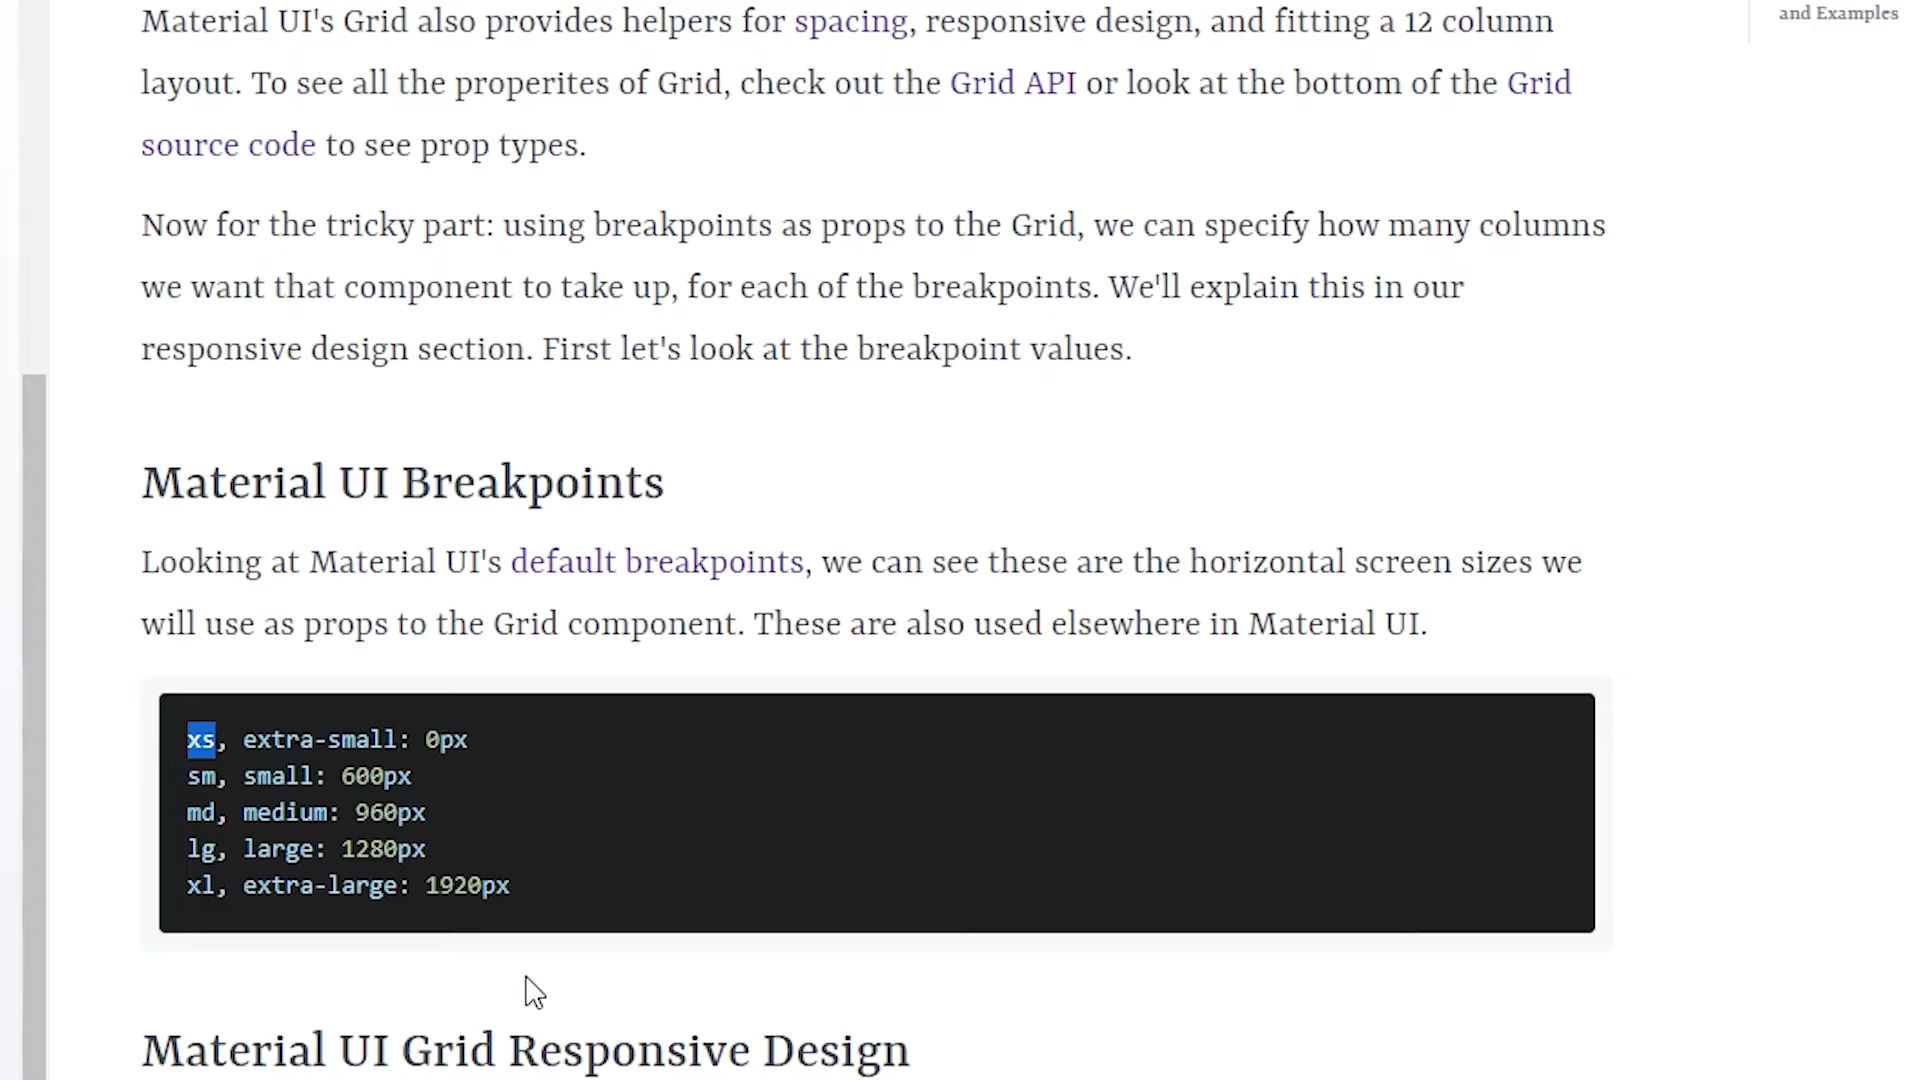 and Examples
Material UI's Grid also provides helpers for spacing, responsive design, and fitting a 12 column
layout. To see all the properites of Grid, check out the Grid API or look at the bottom of the Grid
source code to see prop types.
Now for the tricky part: using breakpoints as props to the Grid, we can specify how many columns
we want that component to take up, for each of the breakpoints. We'll explain this in our
responsive design section. First let's look at the breakpoint values.
Material UI Breakpoints
Looking at Material UI's default breakpoints, we can see these are the horizontal screen sizes we
will use as props to the Grid component. These are also used elsewhere in Material UI.
xs, extra-small: 0px
sm, small: 600px
md, medium: 960px
lg, large: 1280px
xl, extra-large: 1920px
Material UI Grid Responsive Design